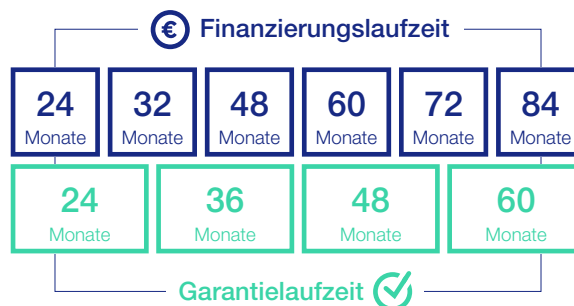 € Finanzierungslaufzeit
24 32 48 60 72 84
Monate Monate Monate Monate Monate Monate
24 36 48 60
Monate Monate Monate Monate
Garantielaufzeit